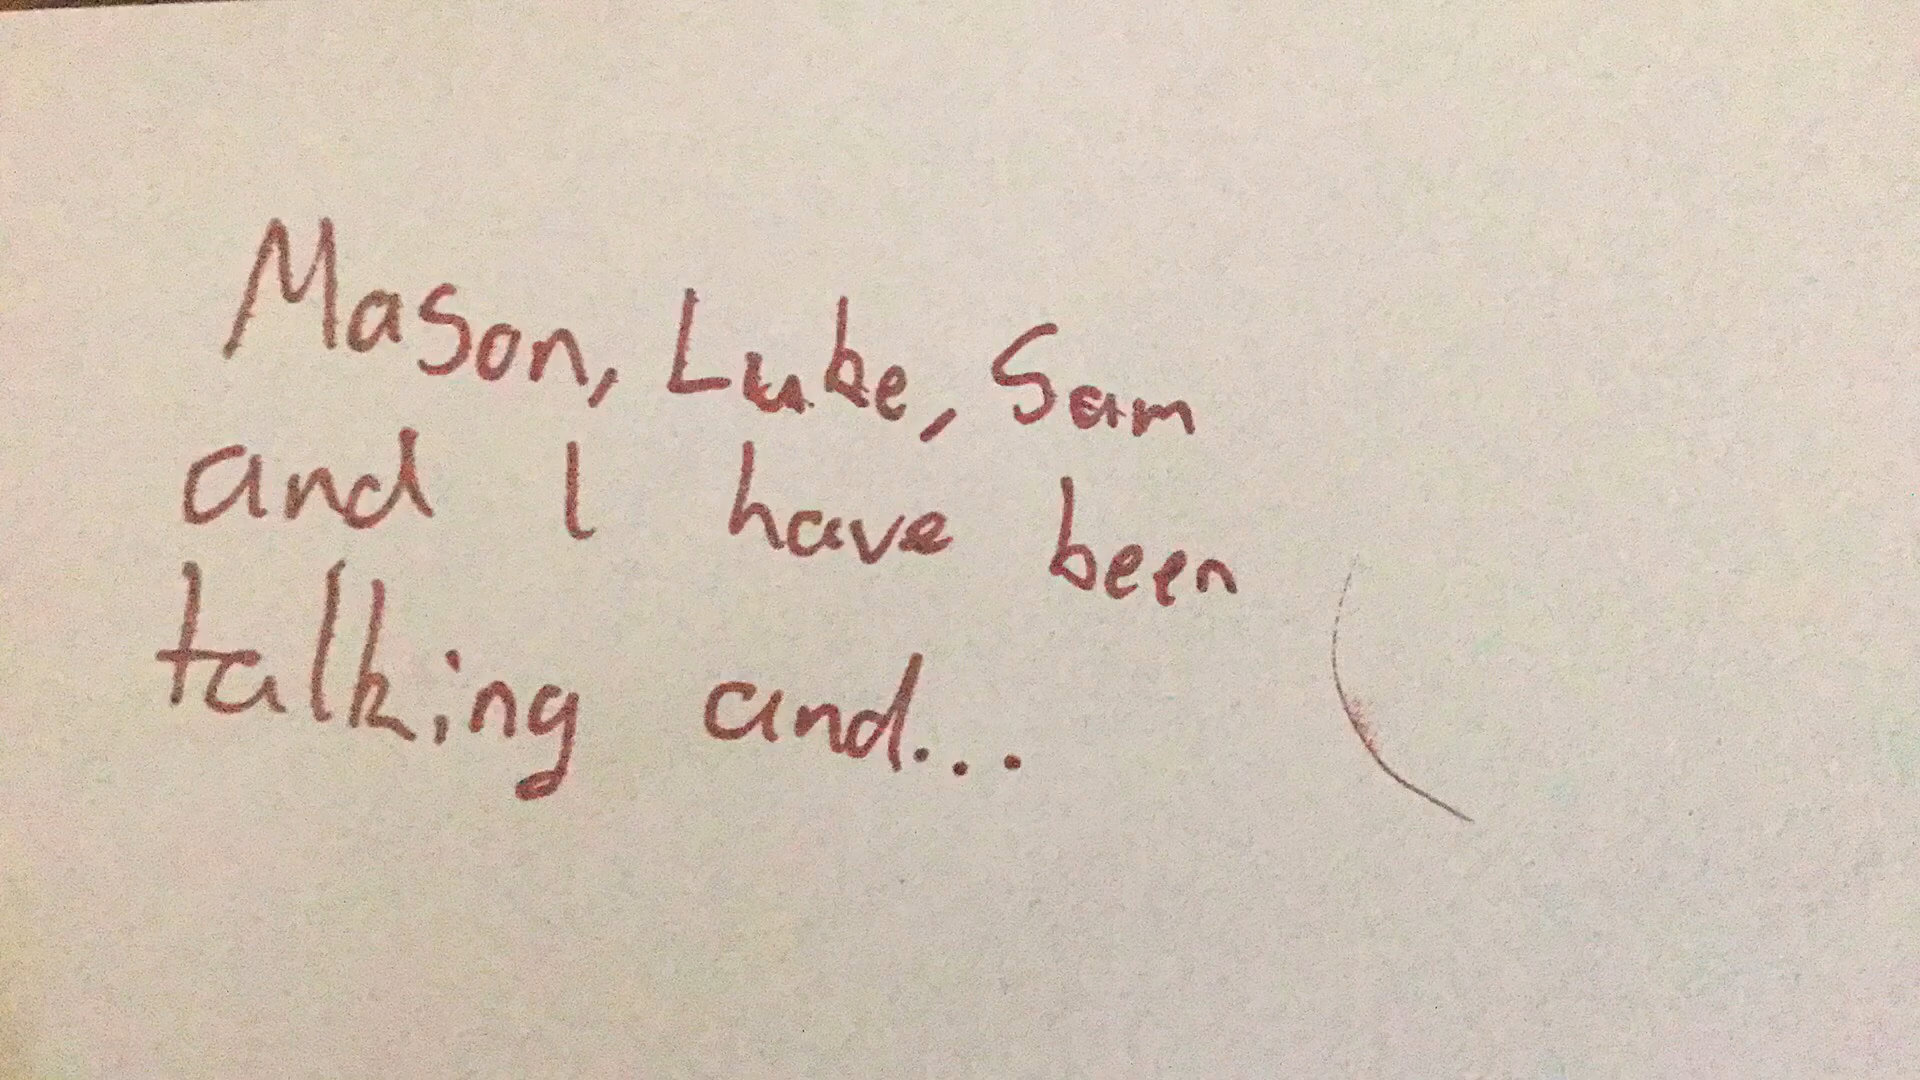 Mason, Luke, Sam
and I have been
talking and...